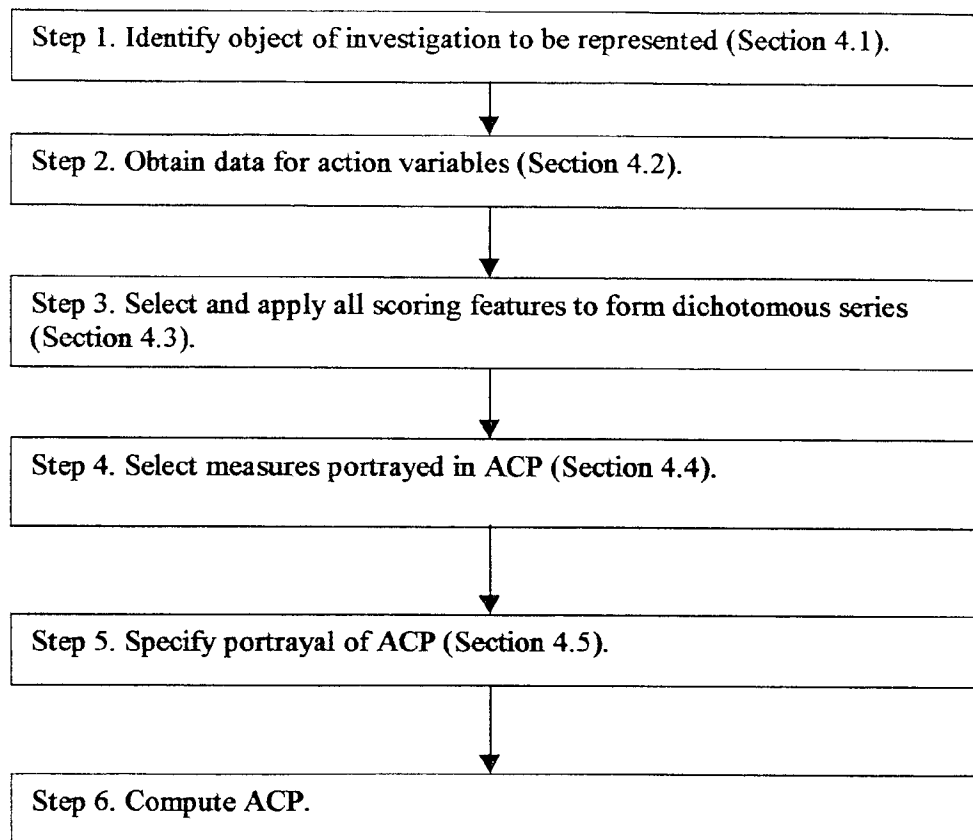 Step 1. Identify object of investigation to be represented (Section 4.1).
Step 2. Obtain data for action variables (Section 4.2).
Step 3. Select and apply all scoring features to form dichotomous series
(Section 4.3).
Step 4. Select measures portrayed in ACP (Section 4.4).
Step 5. Specify portrayal of ACP (Section 4.5).
Step 6. Compute ACP.